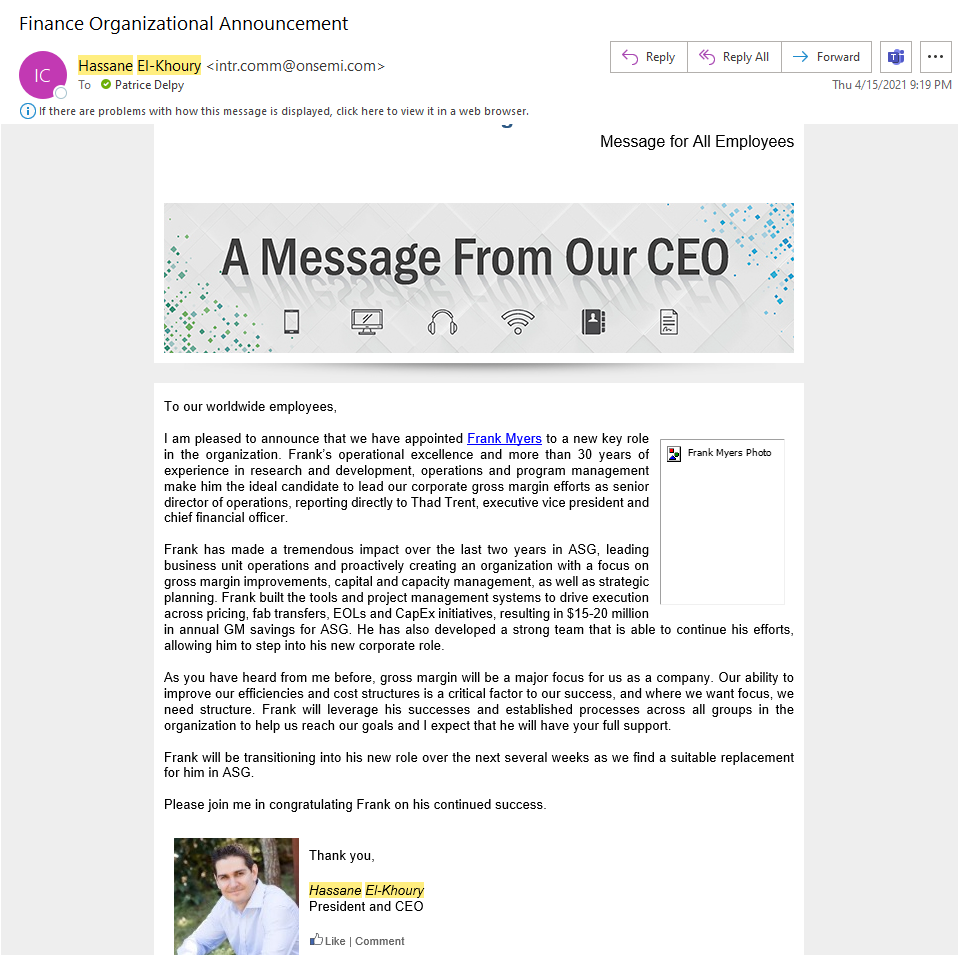 Finance Organizational Announcement
IC
Hassane El-Khoury <intr.comm@onsemi.com>
To Patrice Delpy
Reply
Reply All
Forward
Thu 4/15/2021 9:19 PM
If there are problems with how this message is displayed, click here to view it in a web browser.
Message for All Employees
A Message From Our CEO
To our worldwide employees,
I am pleased to announce that we have appointed Frank Myers to a new key role
in the organization. Frank's operational excellence and more than 30 years of
experience in research and development, operations and program management
make him the ideal candidate to lead our corporate gross margin efforts as senior
director of operations, reporting directly to Thad Trent, executive vice president and
chief financial officer.
Frank Myers Photo
Frank has made a tremendous impact over the last two years in ASG, leading
business unit operations and proactively creating an organization with a focus on
gross margin improvements, capital and capacity management, as well as strategic
planning. Frank built the tools and project management systems to drive execution
across pricing, fab transfers, EOLs and CapEx initiatives, resulting in $15-20 million
in annual GM savings for ASG. He has also developed a strong team that is able to continue his efforts,
allowing him to step into his new corporate role.
As you have heard from me before, gross margin will be a major focus for us as a company. Our ability to
improve our efficiencies and cost structures is a critical factor to our success, and where we want focus, we
need structure. Frank will leverage his successes and established processes across all groups in the
organization to help us reach our goals and I expect that he will have your full support.
Frank will be transitioning into his new role over the next several weeks as we find a suitable replacement
for him in ASG.
Please join me in congratulating Frank on his continued success.
Thank you,
Hassane El-Khoury
President and CEO
Like | Comment